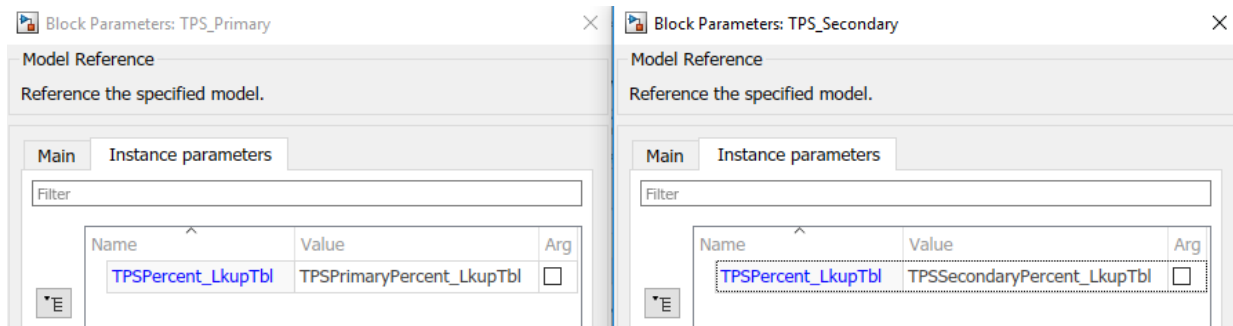 Block Parameters: TPS_Primary
Model Reference
Reference the specified model.
Main Instance parameters
Filter
Name Value Arg
TPSPercent_LkupTbl TPSPrimaryPercent_LkupTbl
Block Parameters: TPS_Secondary
Model Reference
Reference the specified model.
Main Instance parameters
Filter
Name Value Arg
TPSPercent_LkupTbl TPSSecondaryPercent_LkupTbl